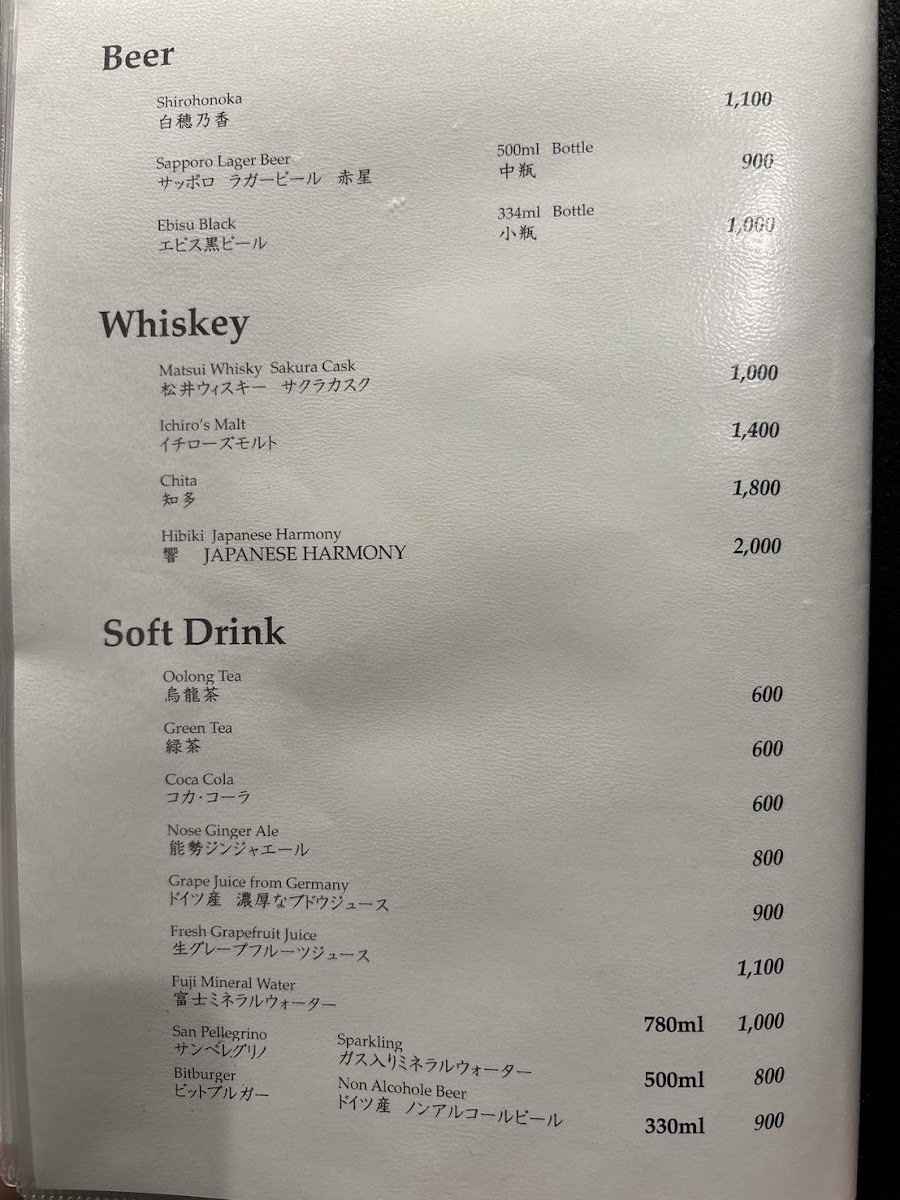 Beer
Shirohonoka 1,100
白穂乃香
Sapporo Lager Beer 500ml Bottle 900
サッポロ ラガービール 赤星 中瓶
Ebisu Black 334ml Bottle 1,000
エビス黒ビール 小瓶
Whiskey
Matsui Whisky Sakura Cask 1,000
松井ウィスキー サクラカスク
Ichiro's Malt 1,400
イチローズモルト
Chita 1,800
知多
Hibiki Japanese Harmony 2,000
響 JAPANESE HARMONY
Soft Drink
Oolong Tea 600
烏龍茶
Green Tea 600
緑茶
Coca Cola 600
コカ・コーラ
Nose Ginger Ale 800
能勢ジンジャエール
Grape Juice from Germany 900
ドイツ産 濃厚なブドウジュース
Fresh Grapefruit Juice 1,100
生グレープフルーツジュース
Fuji Mineral Water 780ml 1,000
富士ミネラルウォーター
San Pellegrino Sparkling 500ml 800
サンペレグリノ ガス入りミネラルウォーター
Bitburger Non Alcohole Beer 330ml 900
ビットブルガー ドイツ産 ノンアルコールビール